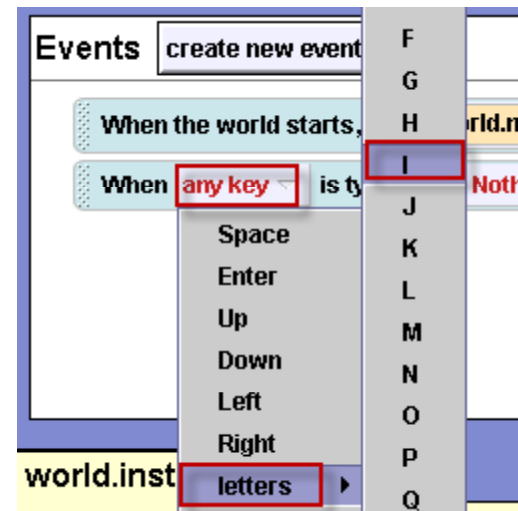 Events create new event
When the world starts, rld.n
When any key is ty Noth
Space
Enter
Up
Down
Left
Right
letters
F
G
H
I
J
K
L
M
N
O
P
Q
world.inst